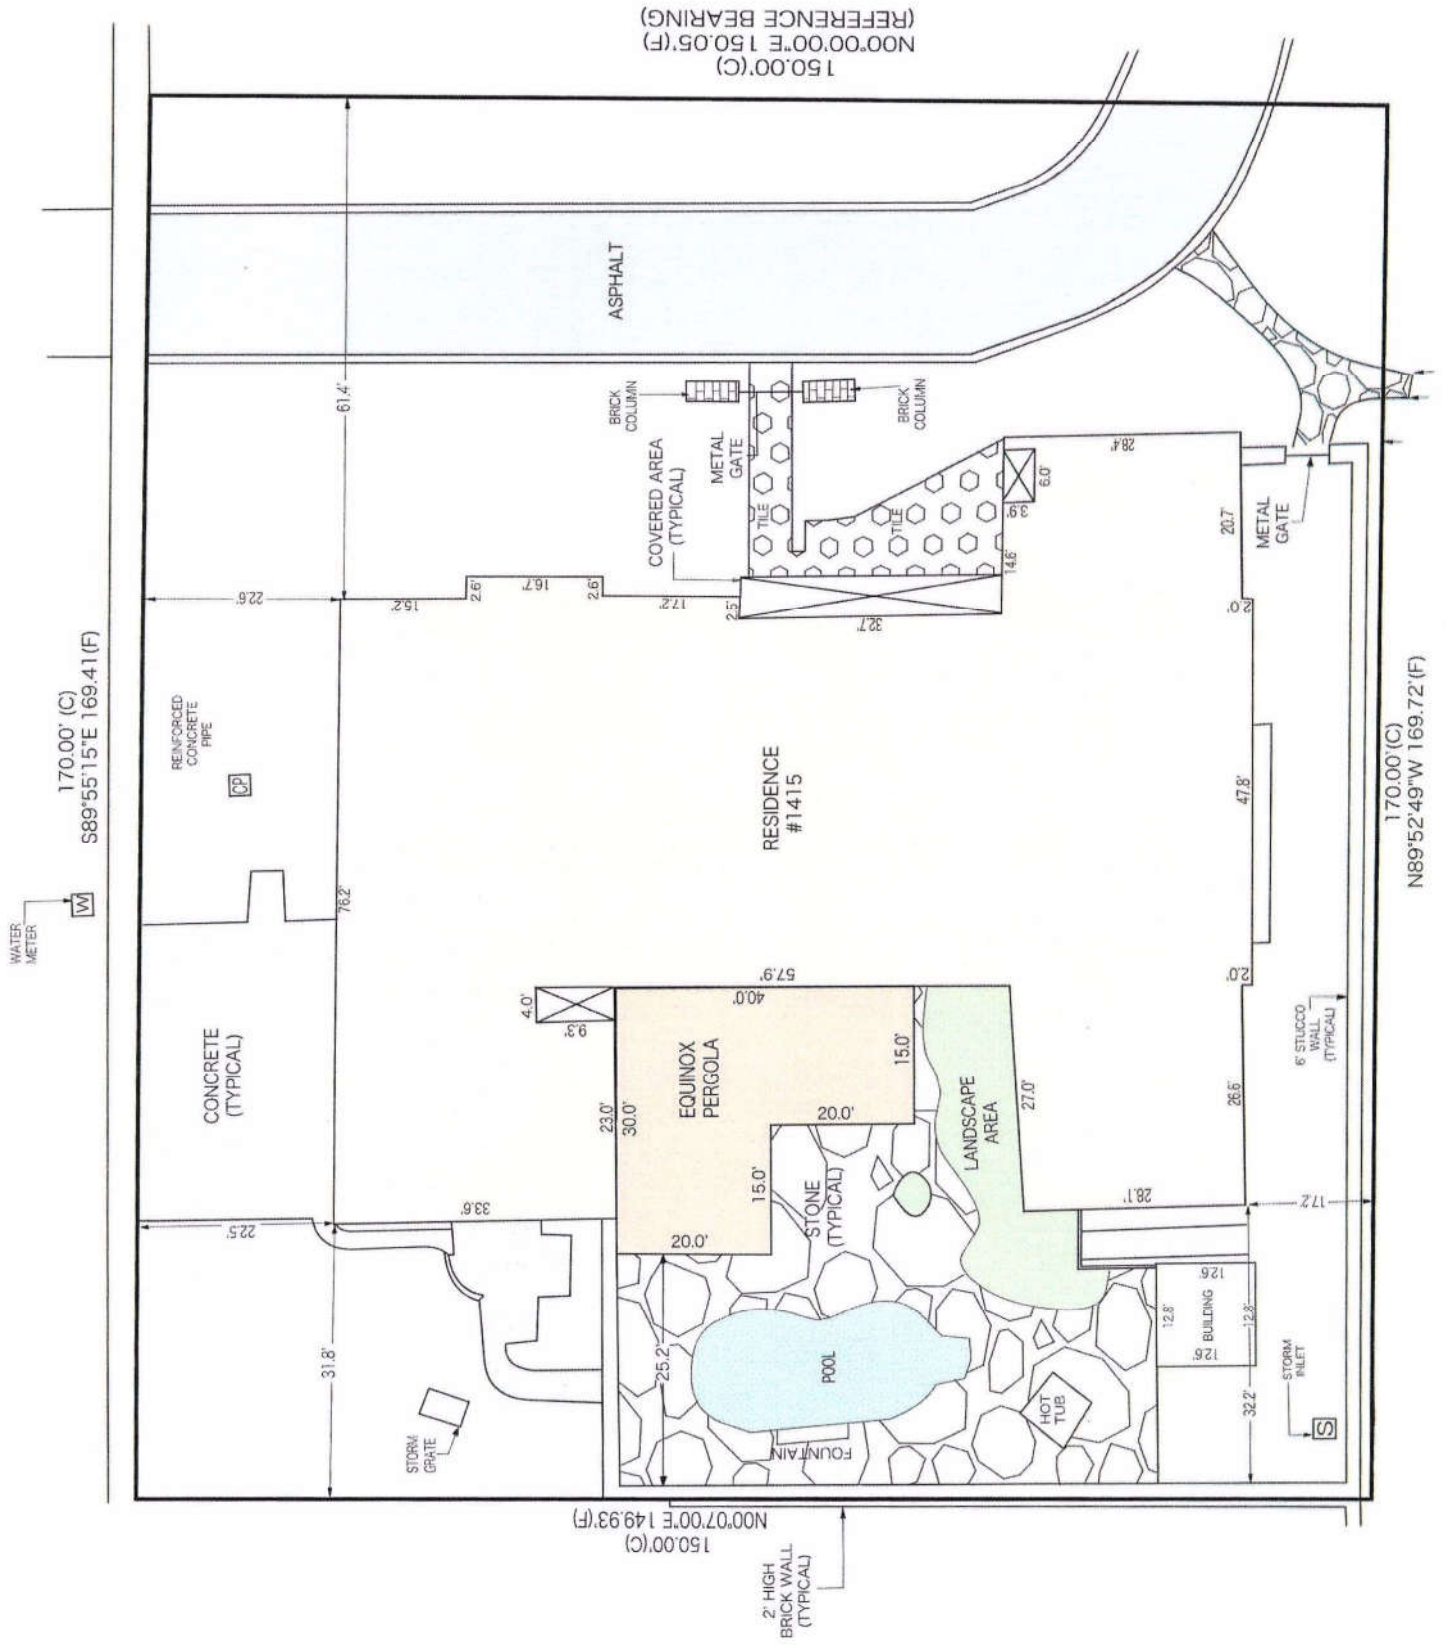 150.00'(C)
N00°00'00"E 150.05'(F)
(REFERENCE BEARING)
170.00' (C)
S89°55'15"E 169.41(F)
WATER
METER
W
61.4'
ASPHALT
BRICK
COLUMN
BRICK
COLUMN
METAL
GATE
COVERED AREA
(TYPICAL)
TILE
TILE
28.4'
6.0'
3.9'
14.6'
20.7'
METAL
GATE
22.6'
15.2'
2.6'
16.7'
2.6'
17.2'
2.5'
32.7'
2.0'
REINFORCED
CONCRETE
PIPE
CP
76.2'
RESIDENCE
#1415
47.8'
2.0'
170.00'(C)
N89°52'49"W 169.72'(F)
CONCRETE
(TYPICAL)
4.0'
9.3'
57.9'
40.0'
EQUINOX
PERGOLA
23.0'
30.0'
15.0'
20.0'
15.0'
20.0'
LANDSCAPE
AREA
27.0'
26.6'
6' STUCCO
WALL
(TYPICAL)
STONE
(TYPICAL)
28.1'
17.2'
22.5'
33.6'
31.8'
25.2'
POOL
FOUNTAIN
HOT
TUB
12.6'
12.8'
BUILDING
12.8'
12.6'
32.2'
STORM
INLET
S
STORM
GRATE
150.00'(C)
N00°07'00"E 149.93'(F)
2' HIGH
BRICK WALL
(TYPICAL)